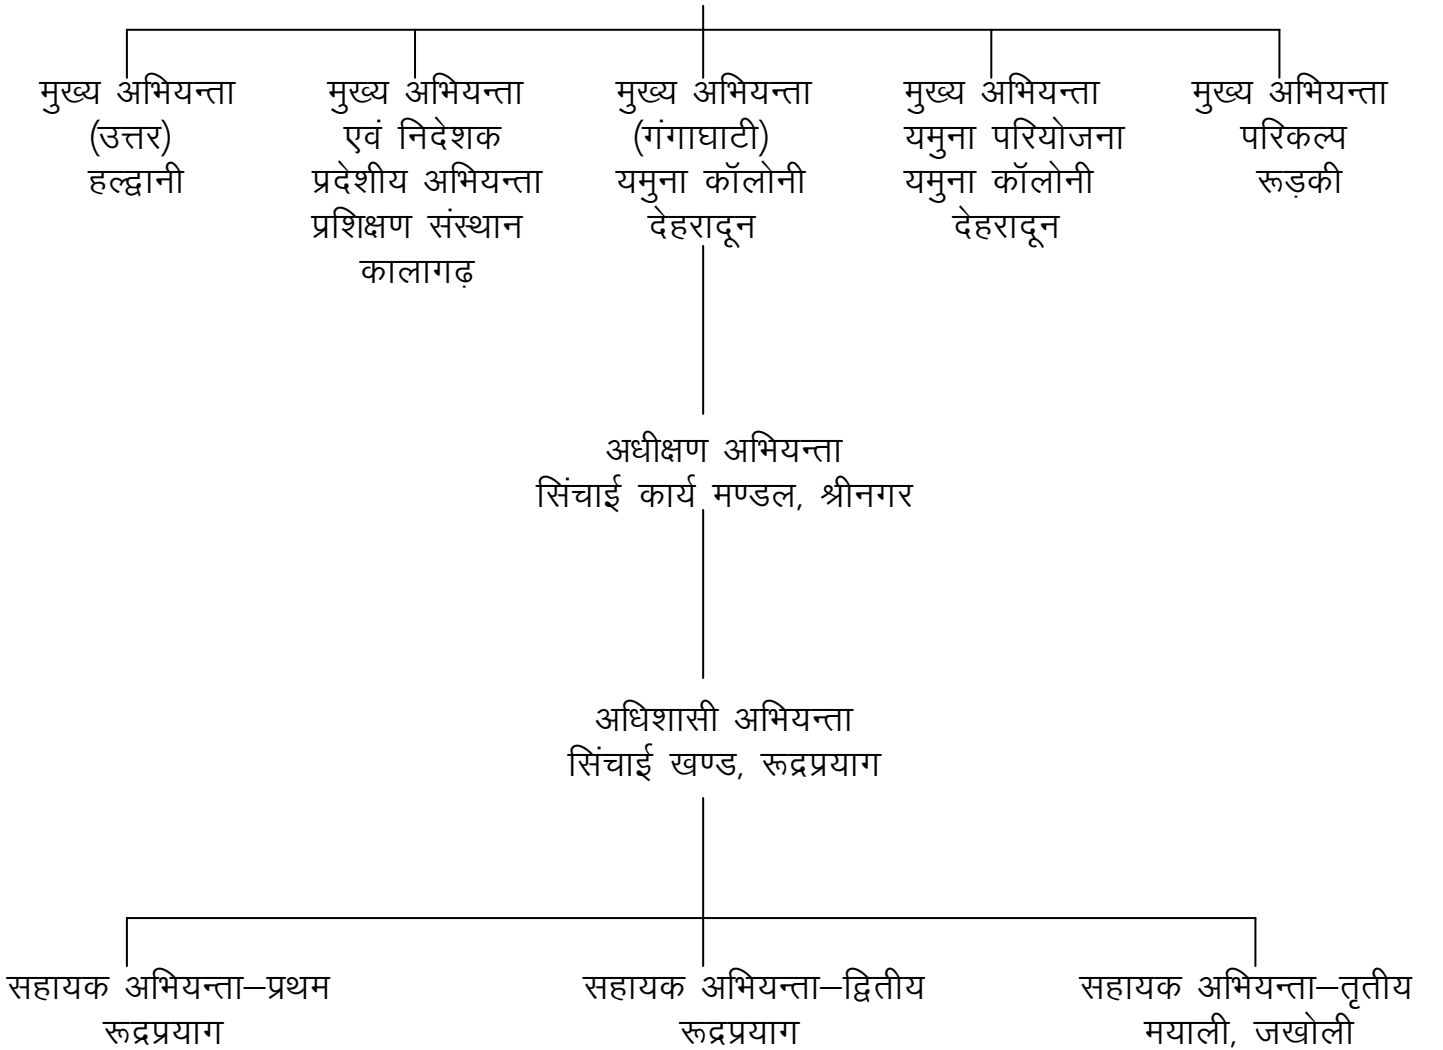 मुख्य अभियन्ता
(उत्तर)
हल्द्वानी
मुख्य अभियन्ता
एवं निदेशक
प्रदेशीय अभियन्ता
प्रशिक्षण संस्थान
कालागढ़
मुख्य अभियन्ता
(गंगाघाटी)
यमुना कॉलोनी
देहरादून
मुख्य अभियन्ता
यमुना परियोजना
यमुना कॉलोनी
देहरादून
मुख्य अभियन्ता
परिकल्प
रूड़की
अधीक्षण अभियन्ता
सिंचाई कार्य मण्डल, श्रीनगर
अधिशासी अभियन्ता
सिंचाई खण्ड, रूद्रप्रयाग
सहायक अभियन्ता–प्रथम
रूद्रप्रयाग
सहायक अभियन्ता–द्वितीय
रूद्रप्रयाग
सहायक अभियन्ता–तृतीय
मयाली, जखोली